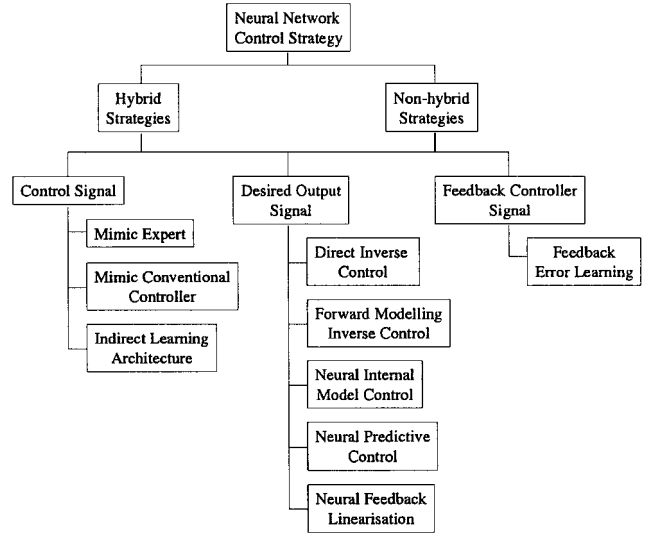 Neural Network
Control Strategy
Hybrid
Strategies
Non-hybrid
Strategies
Control Signal
Desired Output
Signal
Feedback Controller
Signal
Mimic Expert
Mimic Conventional
Controller
Indirect Learning
Architecture
Direct Inverse
Control
Forward Modelling
Inverse Control
Neural Internal
Model Control
Neural Predictive
Control
Neural Feedback
Linearisation
Feedback
Error Learning